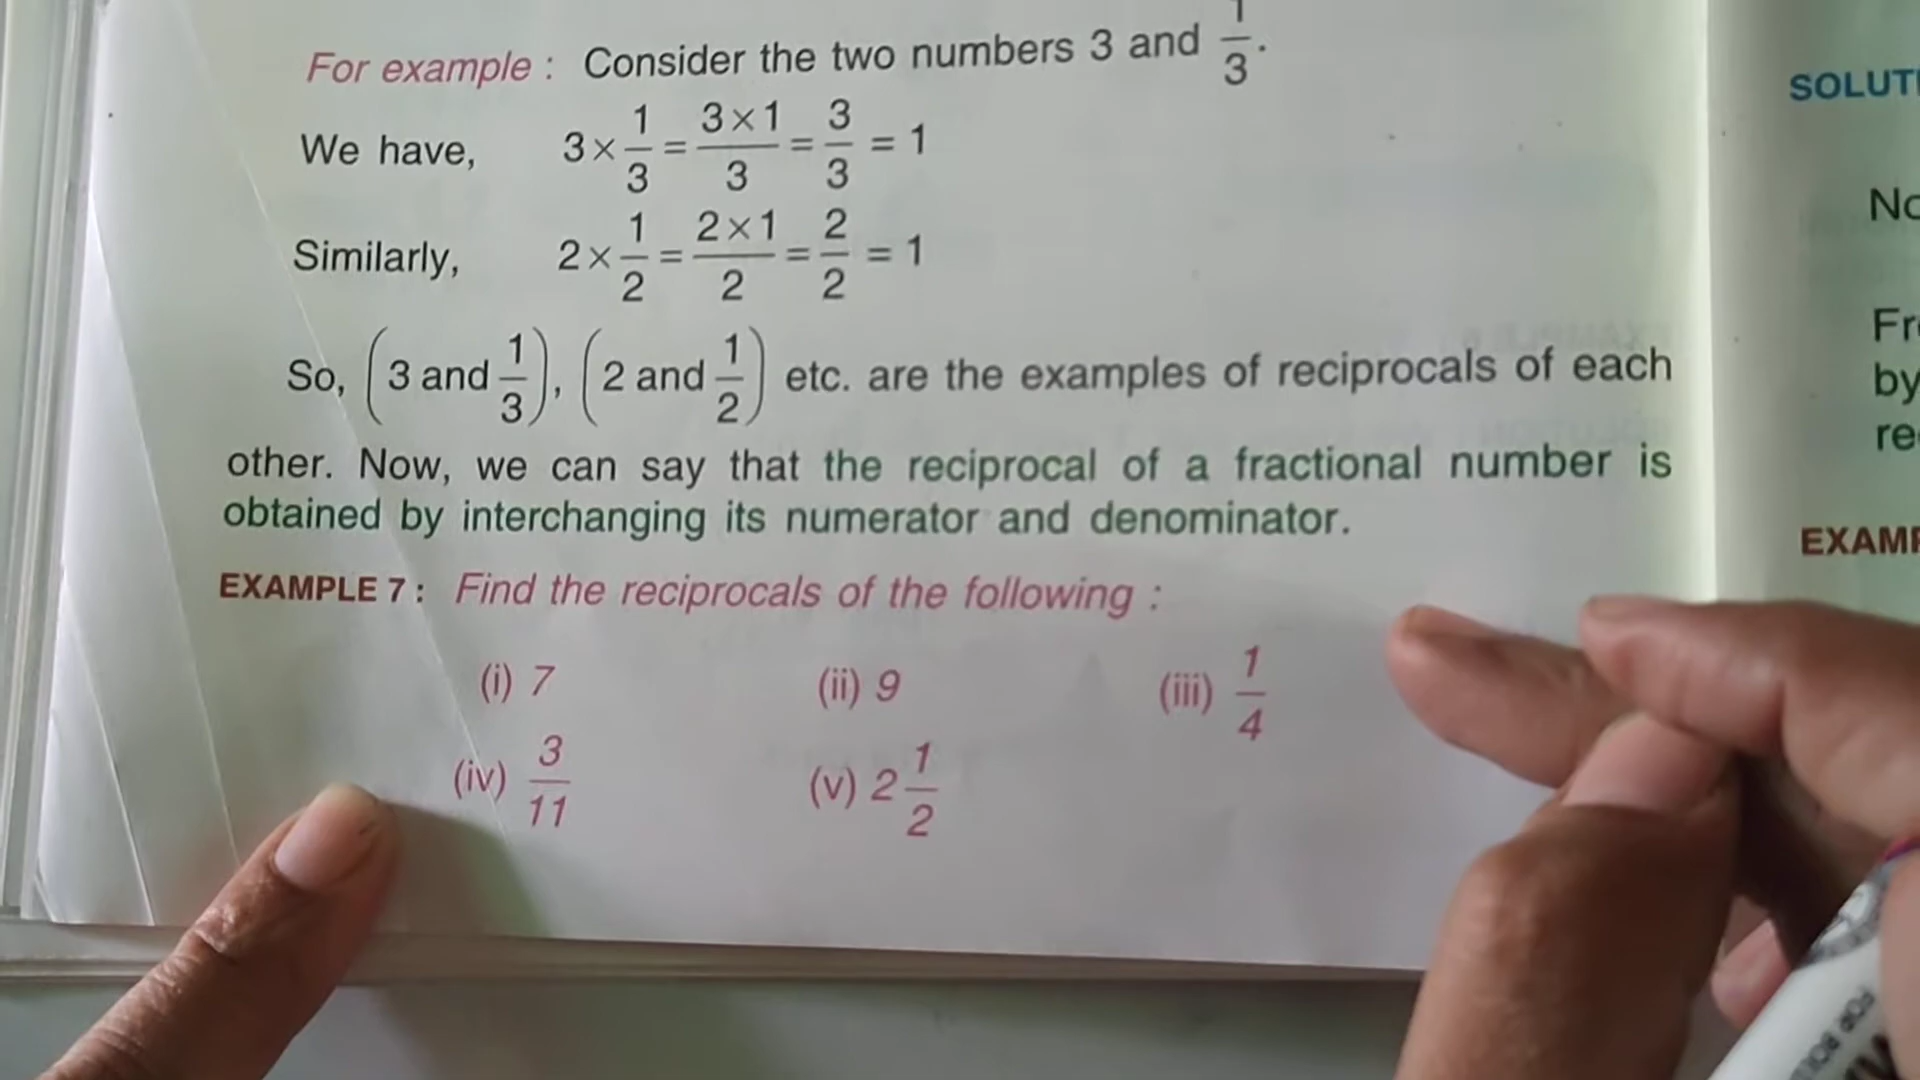 For example : Consider the two numbers 3 and 1/3.
We have, 3 × 1/3 = 3 × 1/3 = 3/3 = 1
Similarly, 2 × 1/2 = 2 × 1/2 = 2/2 = 1
So, (3 and 1/3), (2 and 1/2) etc. are the examples of reciprocals of each
other. Now, we can say that the reciprocal of a fractional number is
obtained by interchanging its numerator and denominator.
EXAMPLE 7 : Find the reciprocals of the following :
(i) 7 (ii) 9 (iii) 1/4
(iv) 3/11 (v) 2 1/2
SOLUTI
No
by
re
EXAMP
FOR BO